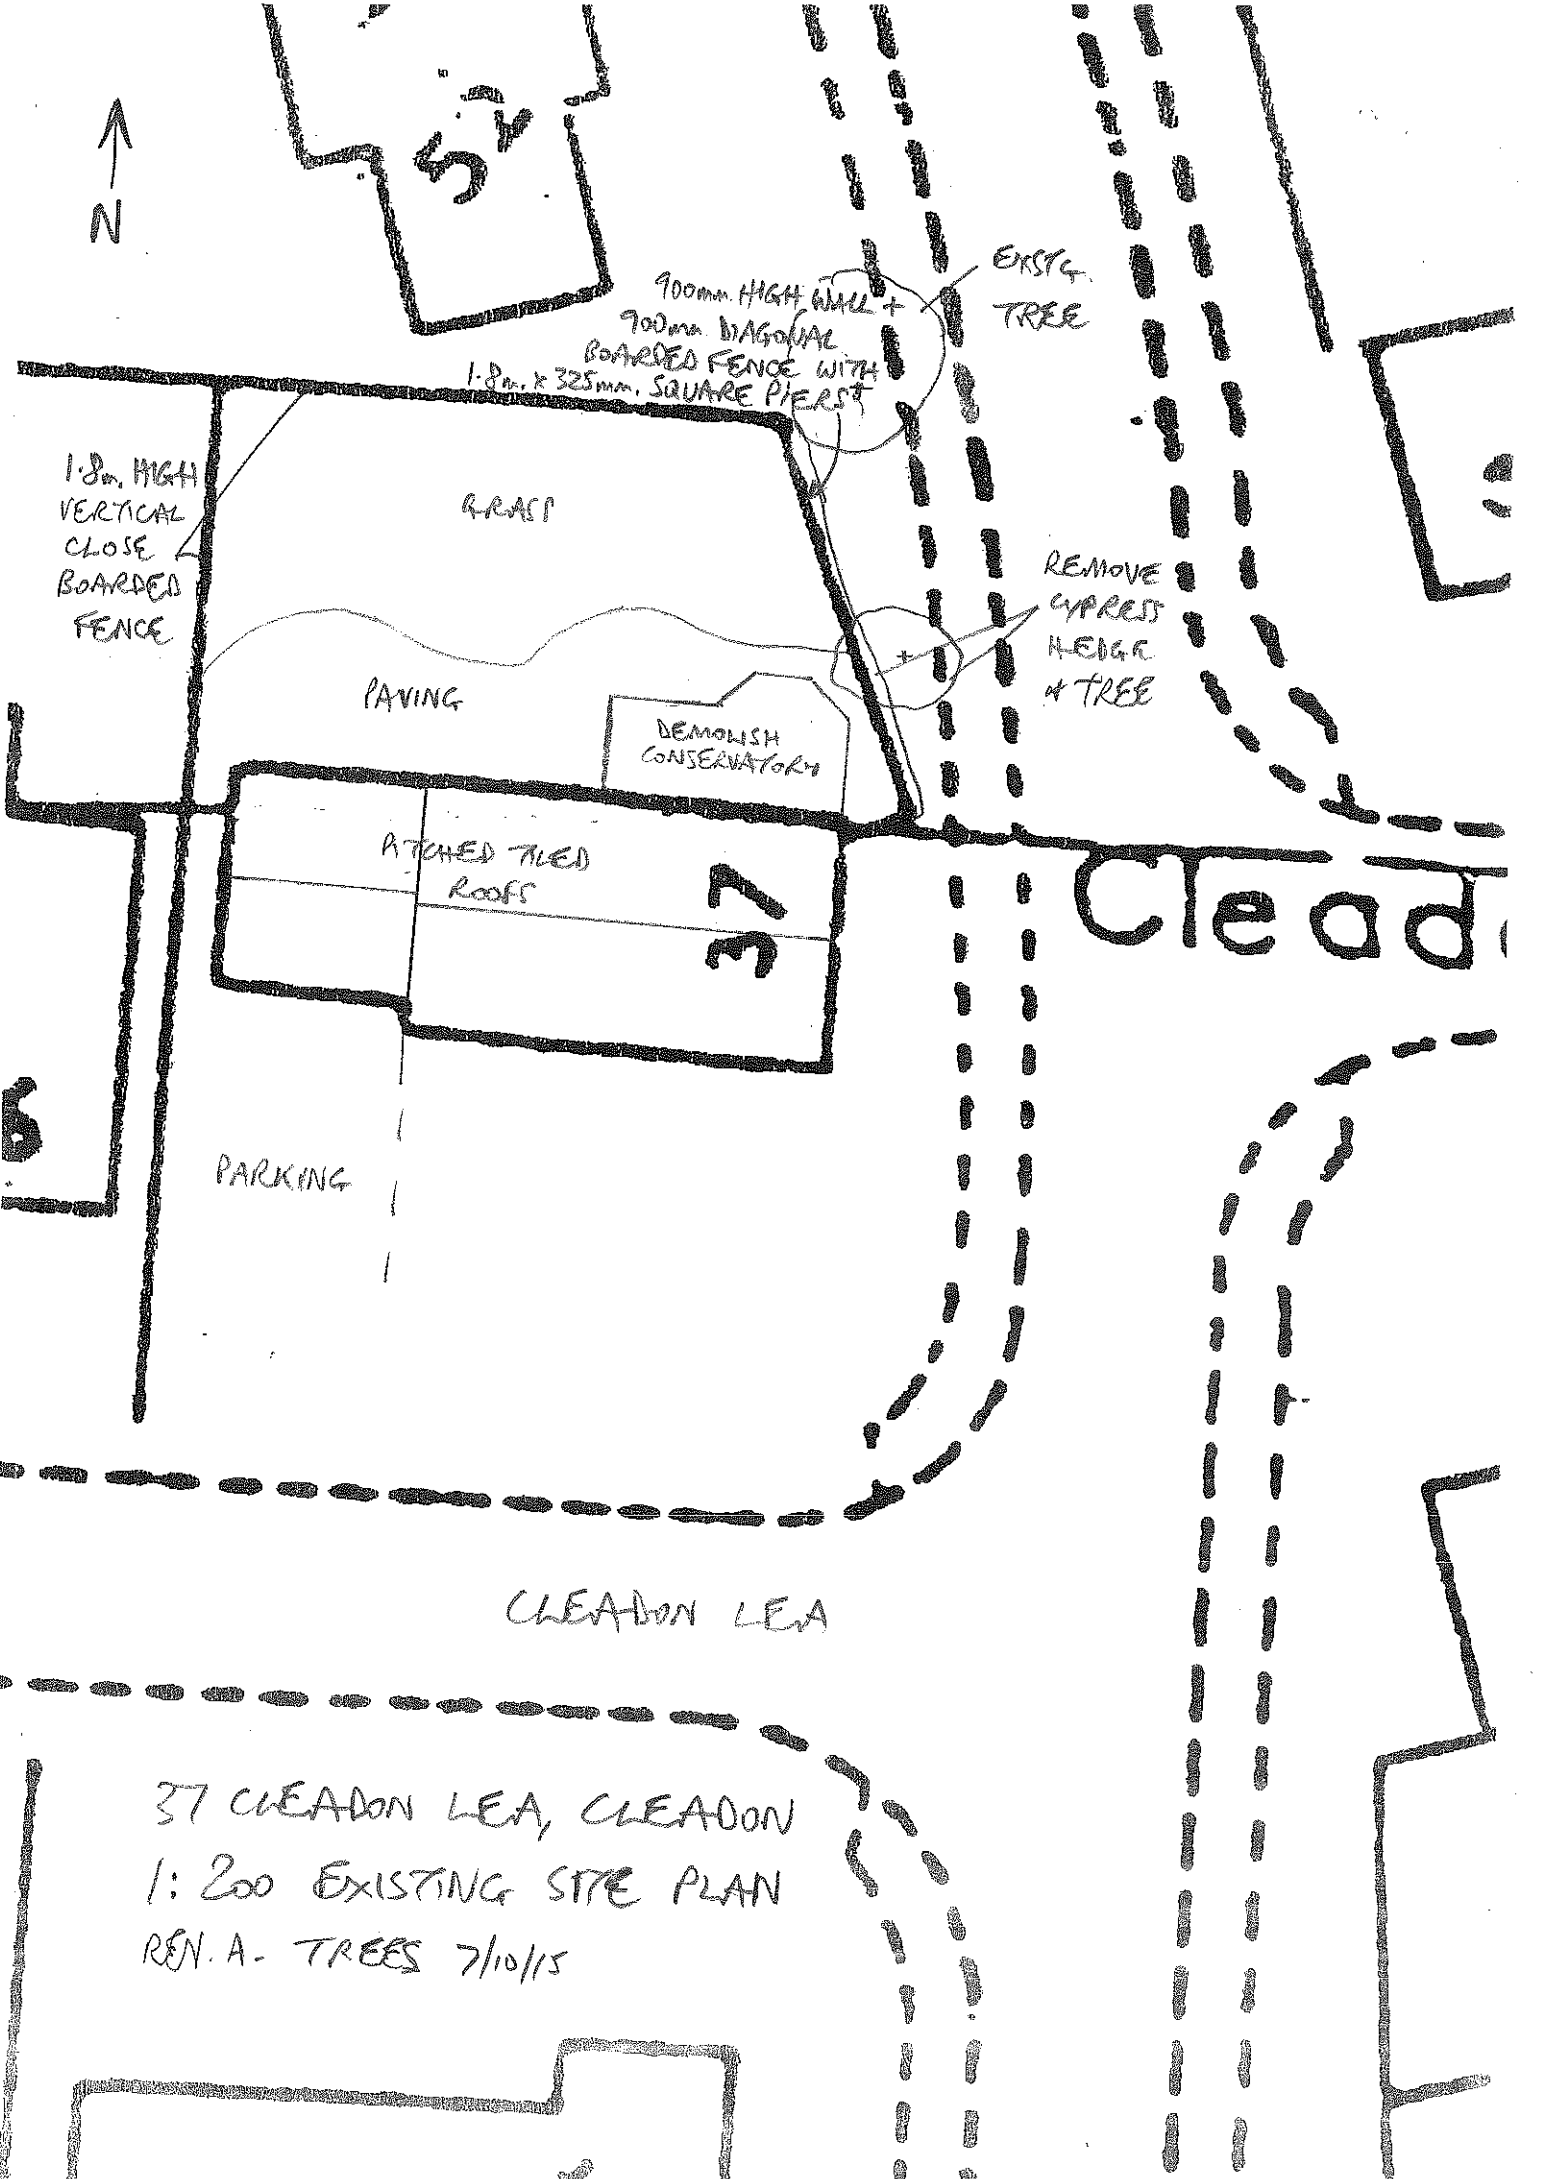 52
N
EXSTG.
TREE
900mm. HIGH WALL +
900mm DIAGONAL
BOARDED FENCE WITH
1.8m. x 325mm. SQUARE PIERS
1.8m. HIGH
VERTICAL
CLOSE
BOARDED
FENCE
GRASS
REMOVE
CYPRESS
HEDGE
& TREE
PAVING
DEMOLISH
CONSERVATORY
PITCHED TILED
ROOFS
37
Clead
PARKING
CLEADON LEA
37 CLEADON LEA, CLEADON
1:200 EXISTING SITE PLAN
REV. A - TREES 7/10/15